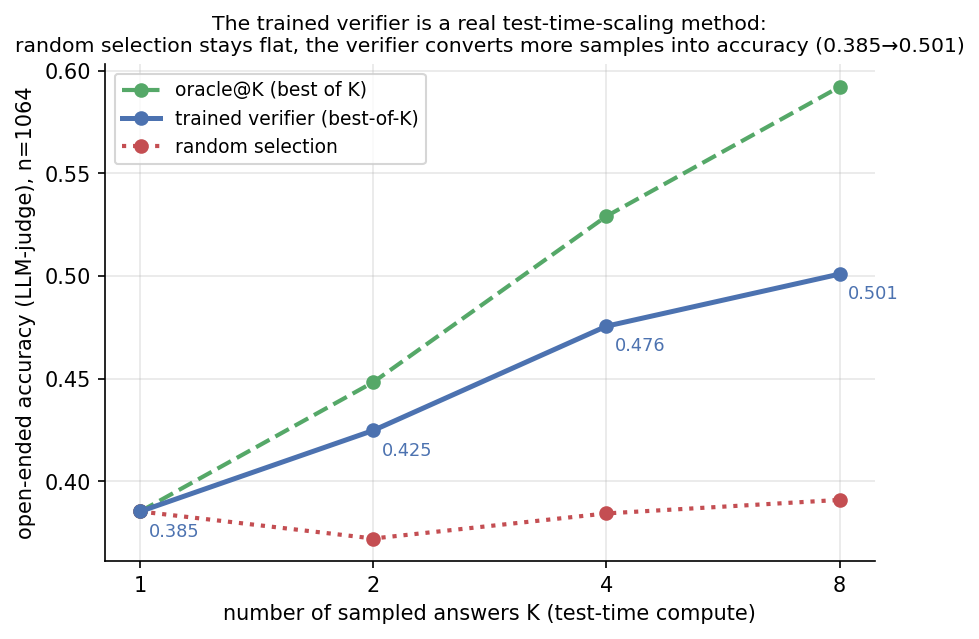 The trained verifier is a real test-time-scaling method:
random selection stays flat, the verifier converts more samples into accuracy (0.385→0.501)
oracle@K (best of K)
trained verifier (best-of-K)
random selection
open-ended accuracy (LLM-judge), n=1064
0.60
0.55
0.50
0.45
0.40
0.385
0.425
0.476
0.501
1
2
4
8
number of sampled answers K (test-time compute)